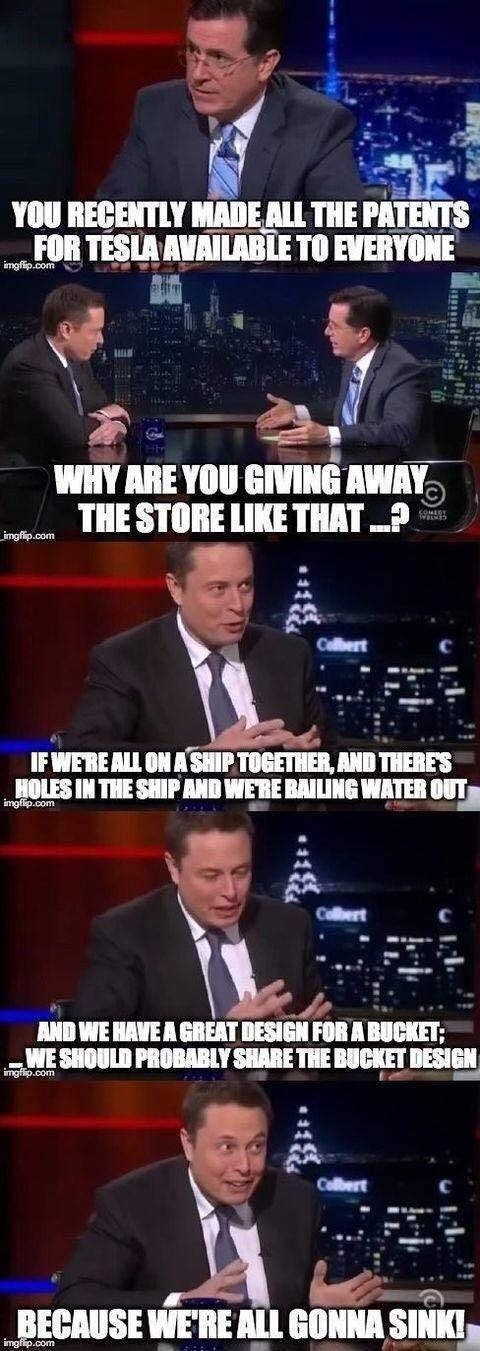 YOU RECENTLY MADE ALL THE PATENTS
FOR TESLA AVAILABLE TO EVERYONE
imgflip.com
WHY ARE YOU GIVING AWAY
THE STORE LIKE THAT ...?
COMEDY
imgflip.com
Colbert C
IF WE'RE ALL ON A SHIP TOGETHER, AND THERE'S
HOLES IN THE SHIP AND WE'RE BAILING WATER OUT
imgflip.com
Colbert C
AND WE HAVE A GREAT DESIGN FOR A BUCKET;
... WE SHOULD PROBABLY SHARE THE BUCKET DESIGN
imgflip.com
Colbert C
BECAUSE WE'RE ALL GONNA SINK!
imgflip.com